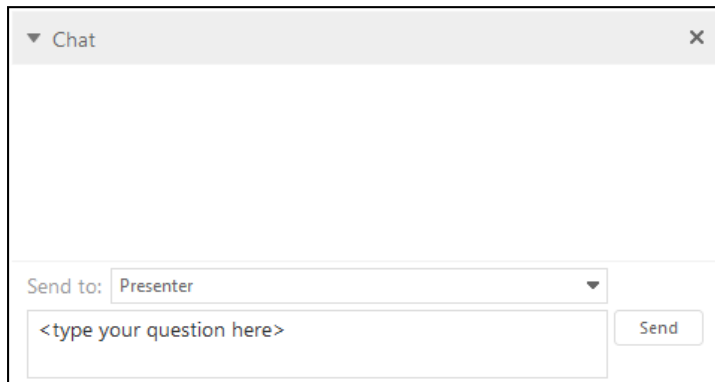 Chat
Send to: Presenter
<type your question here>
Send